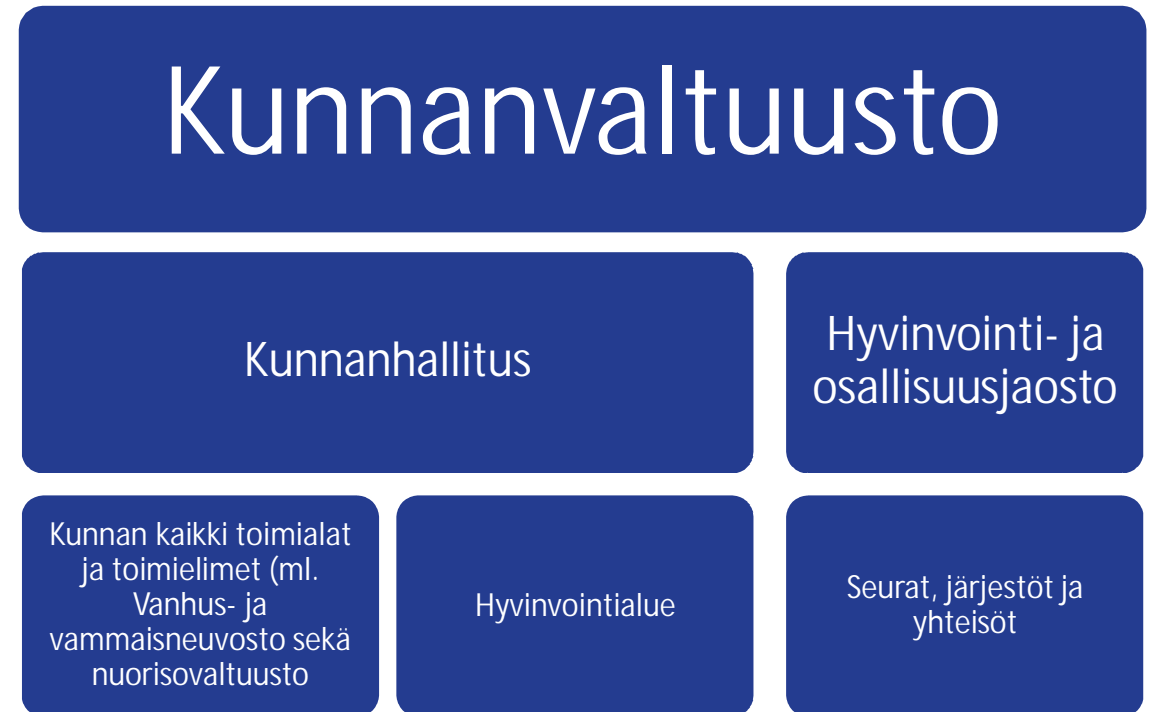 Kunnanvaltuusto
Kunnanhallitus
Hyvinvointi- ja
osallisuusjaosto
Kunnan kaikki toimialat
ja toimielimet (ml.
Vanhus- ja
vammaisneuvosto sekä
nuorisovaltuusto
Hyvinvointialue
Seurat, järjestöt ja
yhteisöt